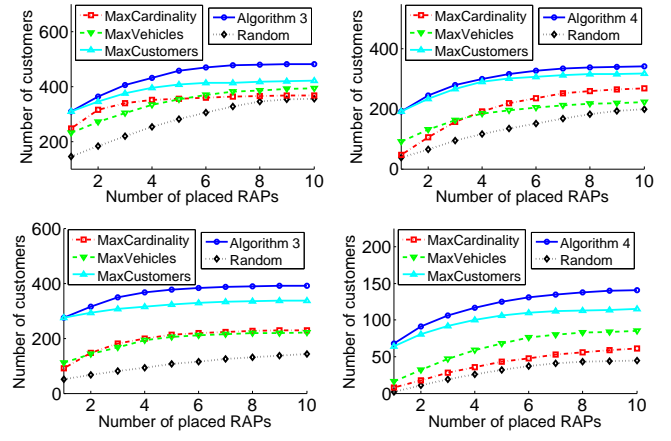 Number of customers
600
400
200
MaxCardinality
MaxVehicles
MaxCustomers
Algorithm 3
Random
2 4 6 8 10
Number of placed RAPs
Number of customers
400
200
0
MaxCardinality
MaxVehicles
MaxCustomers
Algorithm 4
Random
2 4 6 8 10
Number of placed RAPs
Number of customers
600
400
200
0
MaxCardinality
MaxVehicles
MaxCustomers
Algorithm 3
Random
2 4 6 8 10
Number of placed RAPs
Number of customers
200
150
100
50
0
MaxCardinality
MaxVehicles
MaxCustomers
Algorithm 4
Random
2 4 6 8 10
Number of placed RAPs